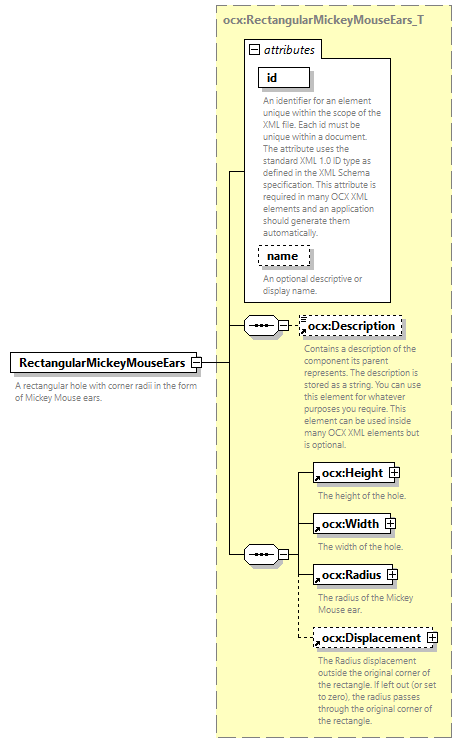 ocx:RectangularMickeyMouseEars_T
attributes
id
An identifier for an element
unique within the scope of the
XML file. Each id must be
unique within a document.
The attribute uses the
standard XML 1.0 ID type as
defined in the XML Schema
specification. This attribute is
required in many OCX XML
elements and an application
should generate them
automatically.
name
An optional descriptive or
display name.
ocx:Description
Contains a description of the
component its parent
represents. The description is
stored as a string. You can use
this element for whatever
purposes you require. This
element can be used inside
many OCX XML elements but
is optional.
RectangularMickeyMouseEars
A rectangular hole with corner radii in the form
of Mickey Mouse ears.
ocx:Height
The height of the hole.
ocx:Width
The width of the hole.
ocx:Radius
The radius of the Mickey
Mouse ear.
ocx:Displacement
The Radius displacement
outside the original corner of
the rectangle. If left out (or set
to zero), the radius passes
through the original corner of
the rectangle.